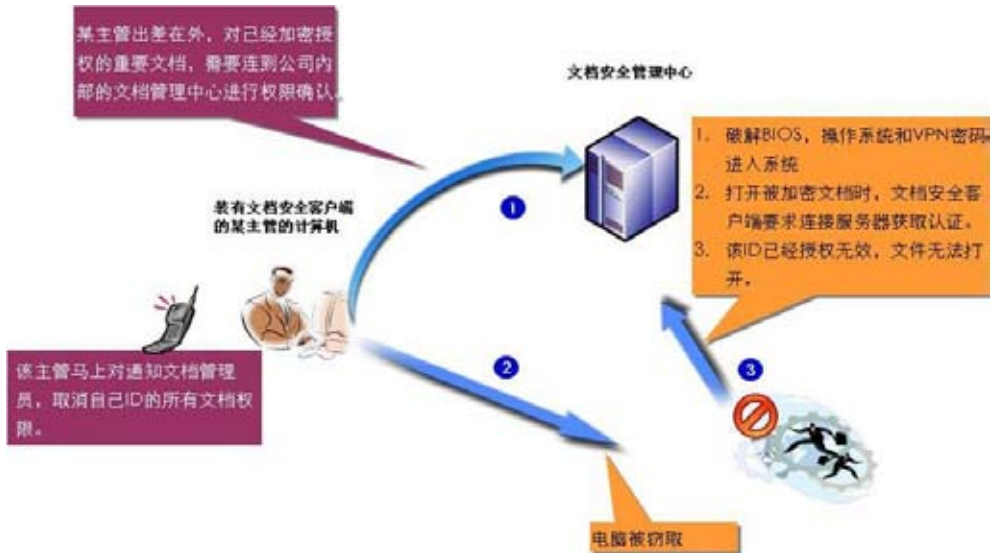 某主管出差在外，对已经加密授
权的重要文档，需要连到公司内
部的文档管理中心进行权限确认。
文档安全管理中心
1. 破解BIOS，操作系统和VPN密码
进入系统
2. 打开被加密文档时，文档安全客
户端要求连接服务器获取认证。
3. 该ID已经授权无效，文件无法打
开。
装有文档安全客户端
的某主管的计算机
1
该主管马上对通知文档管理
员，取消自己ID的所有文档权
限。
2
3
电脑被窃取